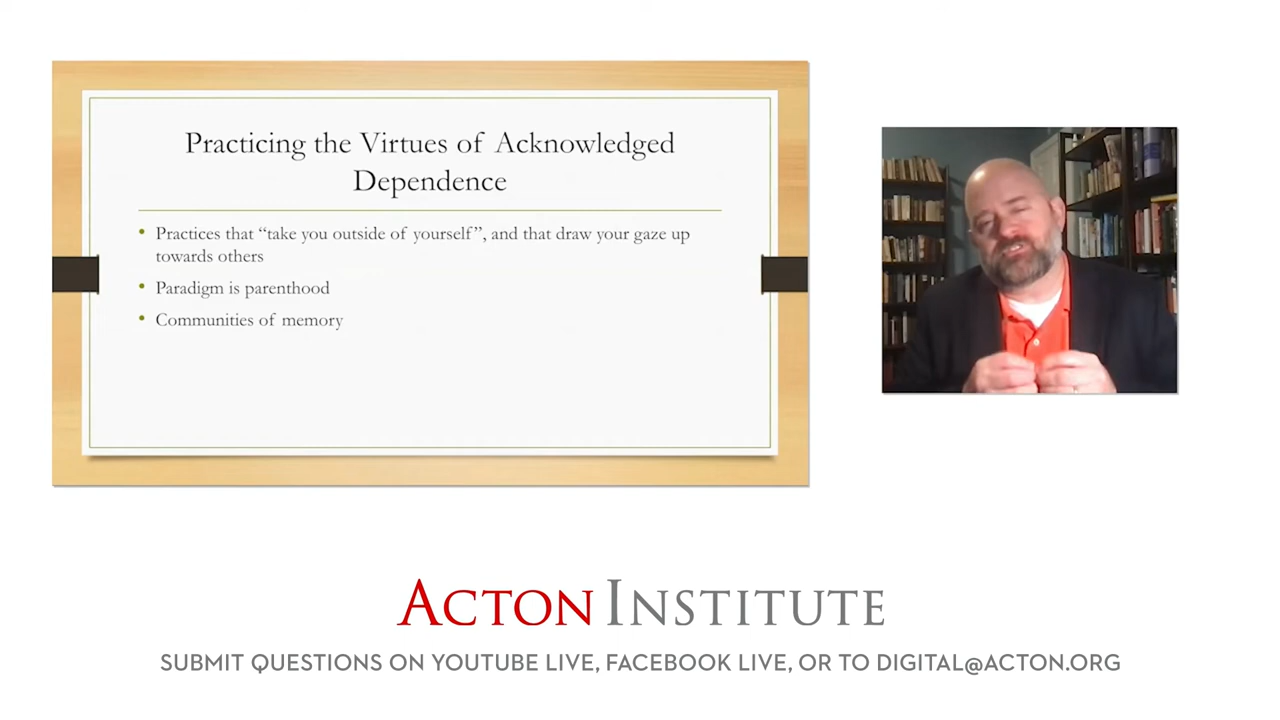 Practicing the Virtues of Acknowledged
Dependence
• Practices that “take you outside of yourself”, and that draw your gaze up
towards others
• Paradigm is parenthood
• Communities of memory
ACTON INSTITUTE
SUBMIT QUESTIONS ON YOUTUBE LIVE, FACEBOOK LIVE, OR TO DIGITAL@ACTON.ORG